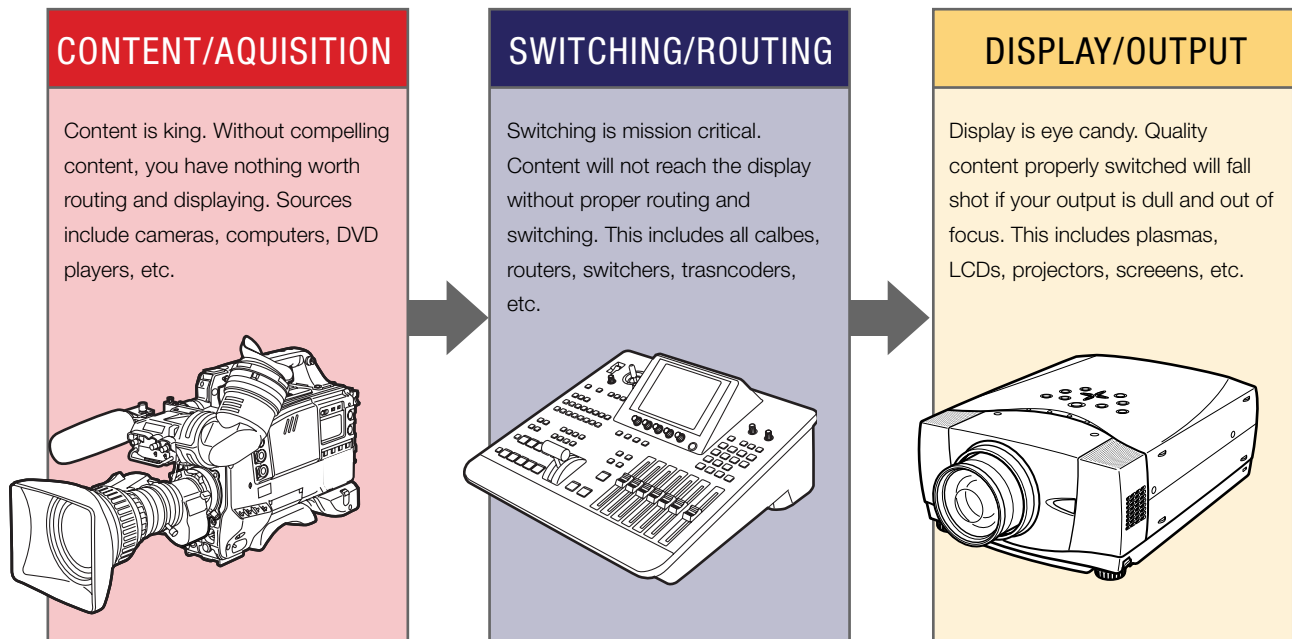 CONTENT/AQUISITION
Content is king. Without compelling
content, you have nothing worth
routing and displaying. Sources
include cameras, computers, DVD
players, etc.
SWITCHING/ROUTING
Switching is mission critical.
Content will not reach the display
without proper routing and
switching. This includes all calbes,
routers, switchers, trasncoders,
etc.
DISPLAY/OUTPUT
Display is eye candy. Quality
content properly switched will fall
shot if your output is dull and out of
focus. This includes plasmas,
LCDs, projectors, screeens, etc.